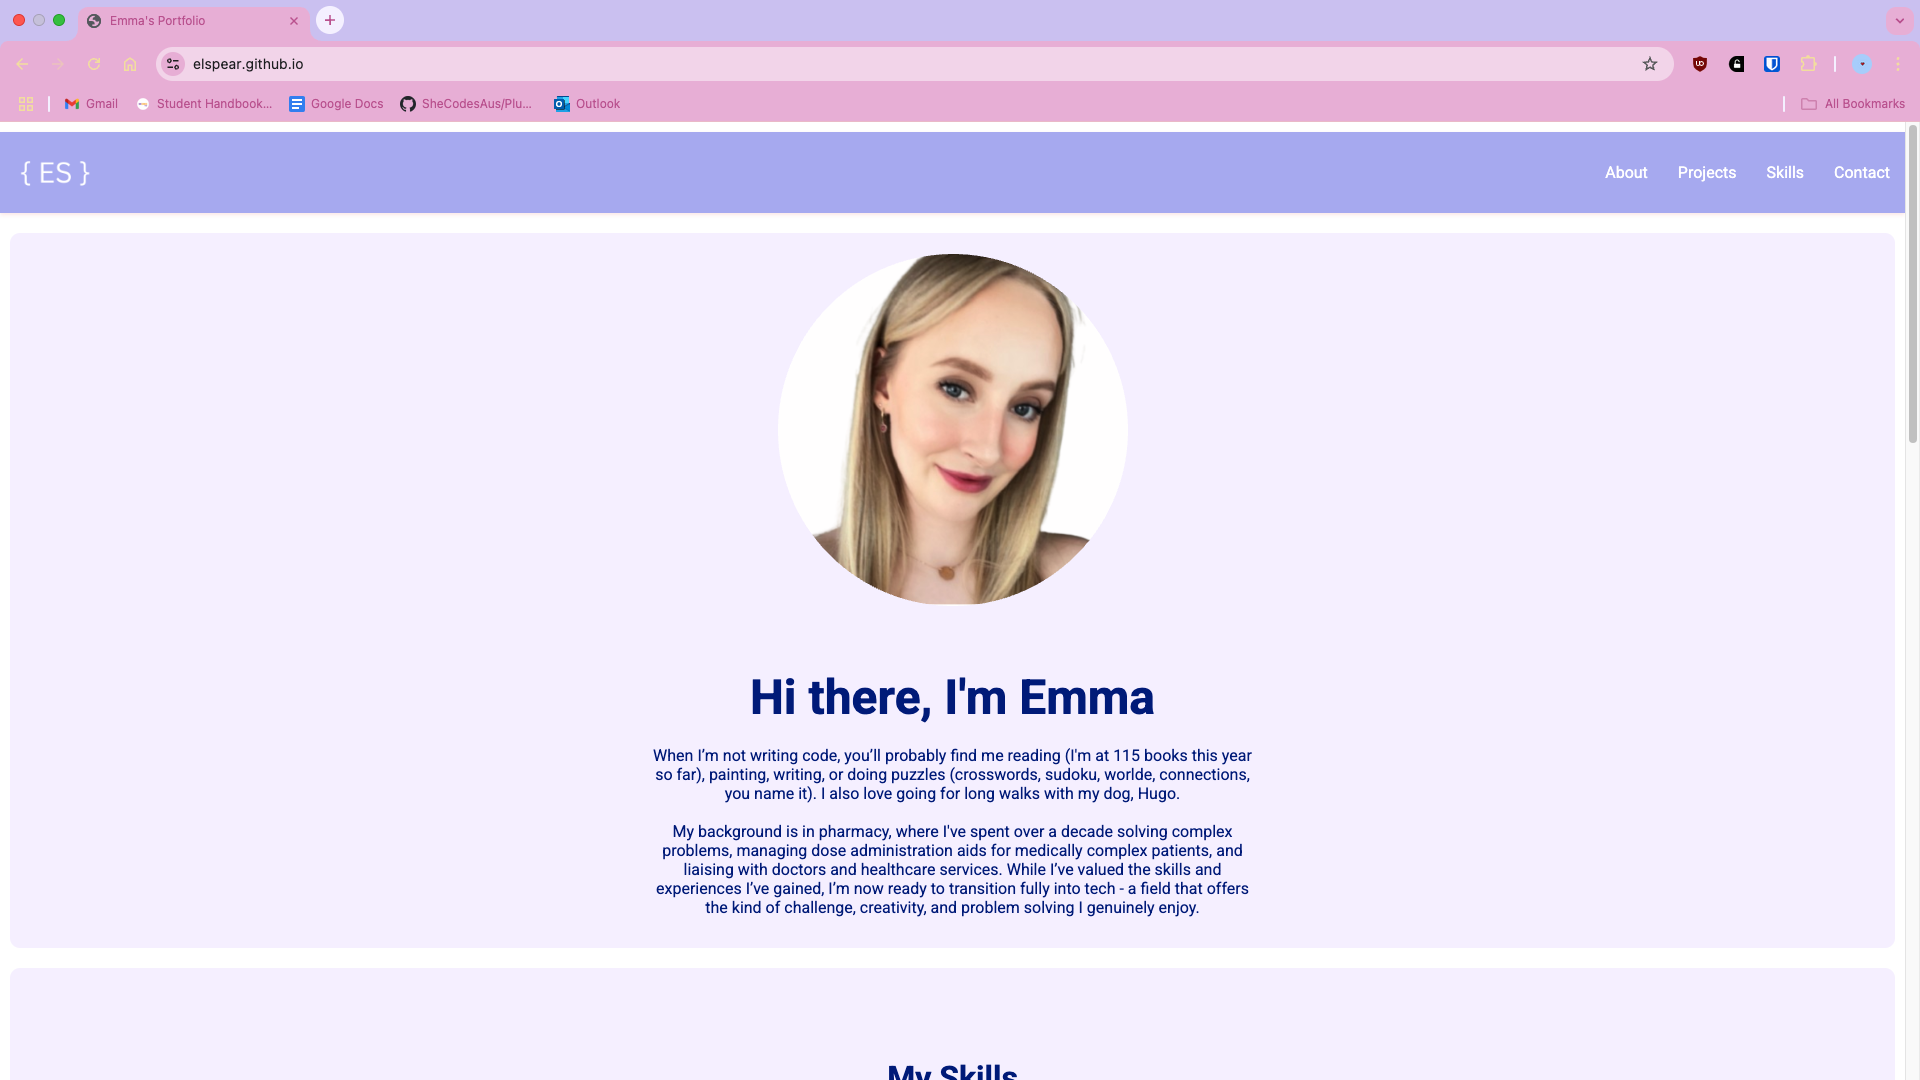 Emma's Portfolio
elspear.github.io
Gmail
Student Handbook...
Google Docs
SheCodesAus/Plu...
Outlook
All Bookmarks
{ ES }
About
Projects
Skills
Contact
Hi there, I'm Emma
When I’m not writing code, you’ll probably find me reading (I'm at 115 books this year
so far), painting, writing, or doing puzzles (crosswords, sudoku, worlde, connections,
you name it). I also love going for long walks with my dog, Hugo.
My background is in pharmacy, where I've spent over a decade solving complex
problems, managing dose administration aids for medically complex patients, and
liaising with doctors and healthcare services. While I’ve valued the skills and
experiences I’ve gained, I’m now ready to transition fully into tech - a field that offers
the kind of challenge, creativity, and problem solving I genuinely enjoy.
My Skills